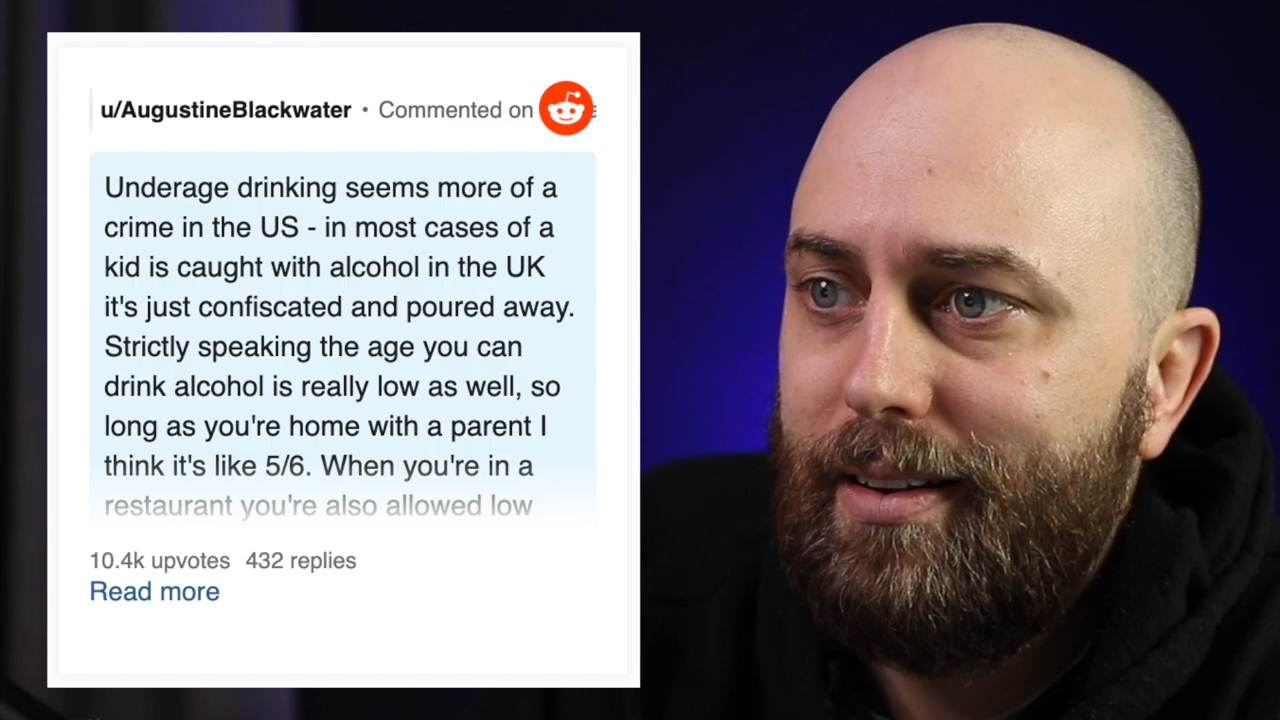 u/AugustineBlackwater • Commented on
Underage drinking seems more of a
crime in the US - in most cases of a
kid is caught with alcohol in the UK
it's just confiscated and poured away.
Strictly speaking the age you can
drink alcohol is really low as well, so
long as you're home with a parent I
think it's like 5/6. When you're in a
restaurant you're also allowed low
10.4k upvotes 432 replies
Read more